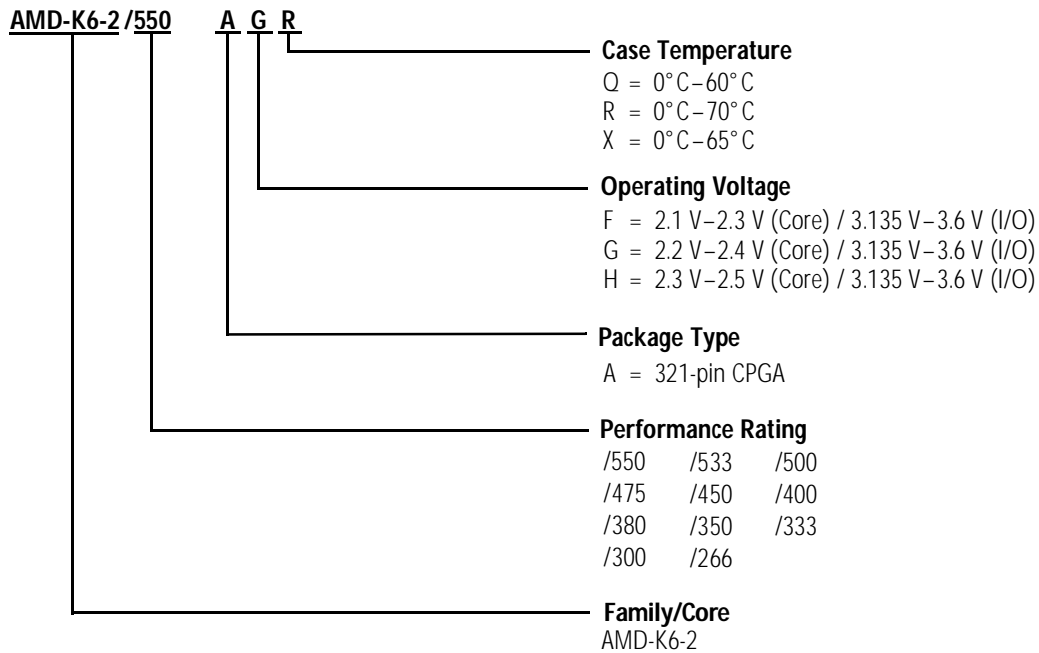 AMD-K6-2 /550 A G R
Case Temperature
Q = 0°C–60°C
R = 0°C–70°C
X = 0°C–65°C
Operating Voltage
F = 2.1 V–2.3 V (Core) / 3.135 V–3.6 V (I/O)
G = 2.2 V–2.4 V (Core) / 3.135 V–3.6 V (I/O)
H = 2.3 V–2.5 V (Core) / 3.135 V–3.6 V (I/O)
Package Type
A = 321-pin CPGA
Performance Rating
/550 /533 /500
/475 /450 /400
/380 /350 /333
/300 /266
Family/Core
AMD-K6-2